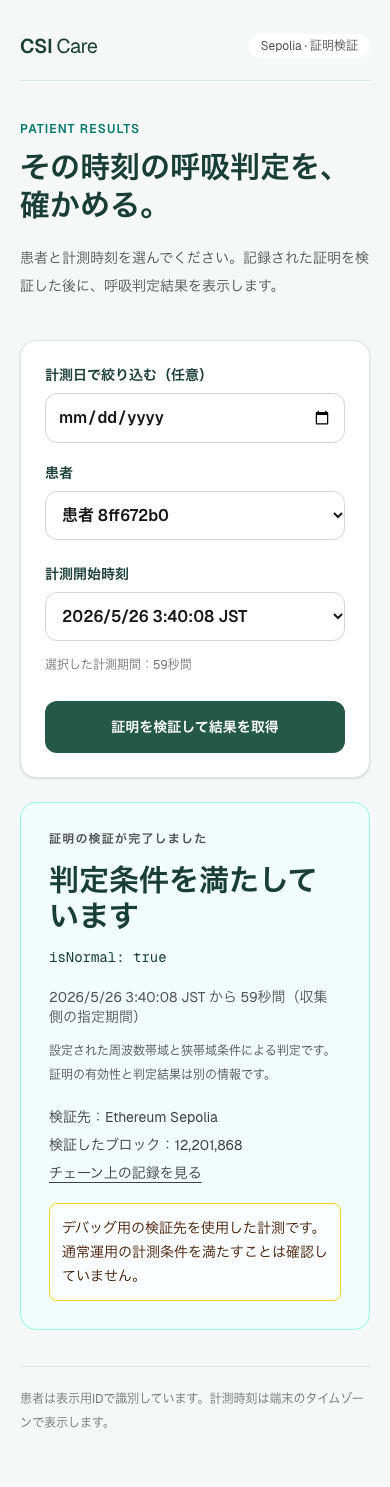 CSI Care
Sepolia · 証明検証
PATIENT RESULTS
その時刻の呼吸判定を、
確かめる。
患者と計測時刻を選んでください。記録された証明を検
証した後に、呼吸判定結果を表示します。
計測日で絞り込む（任意）
mm/dd/yyyy
患者
患者 8ff672b0
計測開始時刻
2026/5/26 3:40:08 JST
選択した計測期間：59秒間
証明を検証して結果を取得
証明の検証が完了しました
判定条件を満たして
います
isNormal: true
2026/5/26 3:40:08 JST から 59秒間（収集
側の指定期間）
設定された周波数帯域と狭帯域条件による判定です。
証明の有効性と判定結果は別の情報です。
検証先：Ethereum Sepolia
検証したブロック：12,201,868
チェーン上の記録を見る
デバッグ用の検証先を使用した計測です。
通常運用の計測条件を満たすことは確認し
ていません。
患者は表示用IDで識別しています。計測時刻は端末のタイムゾー
ンで表示します。